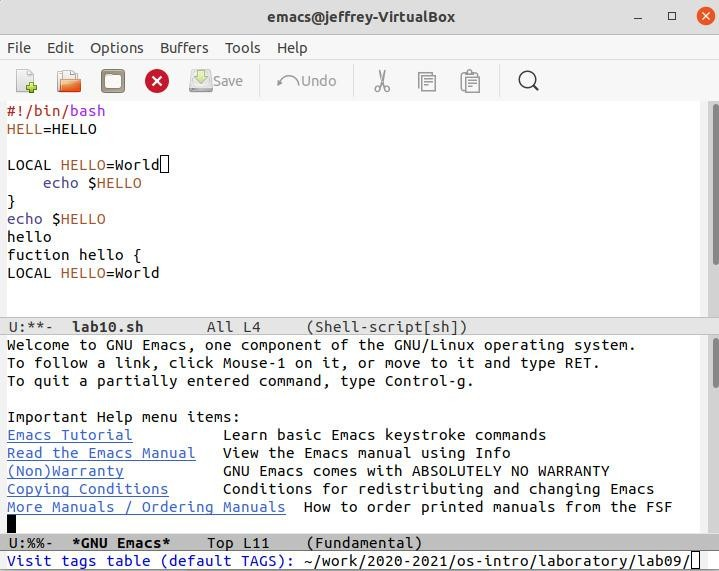 emacs@jeffrey-VirtualBox
File Edit Options Buffers Tools Help
Save Undo
#!/bin/bash
HELL=HELLO
LOCAL HELLO=World
echo $HELLO
}
echo $HELLO
hello
fuction hello {
LOCAL HELLO=World
U:**- lab10.sh All L4 (Shell-script[sh])
Welcome to GNU Emacs, one component of the GNU/Linux operating system.
To follow a link, click Mouse-1 on it, or move to it and type RET.
To quit a partially entered command, type Control-g.
Important Help menu items:
Emacs Tutorial Learn basic Emacs keystroke commands
Read the Emacs Manual View the Emacs manual using Info
(Non)Warranty GNU Emacs comes with ABSOLUTELY NO WARRANTY
Copying Conditions Conditions for redistributing and changing Emacs
More Manuals / Ordering Manuals How to order printed manuals from the FSF
U:%%- *GNU Emacs* Top L11 (Fundamental)
Visit tags table (default TAGS): ~/work/2020-2021/os-intro/laboratory/lab09/